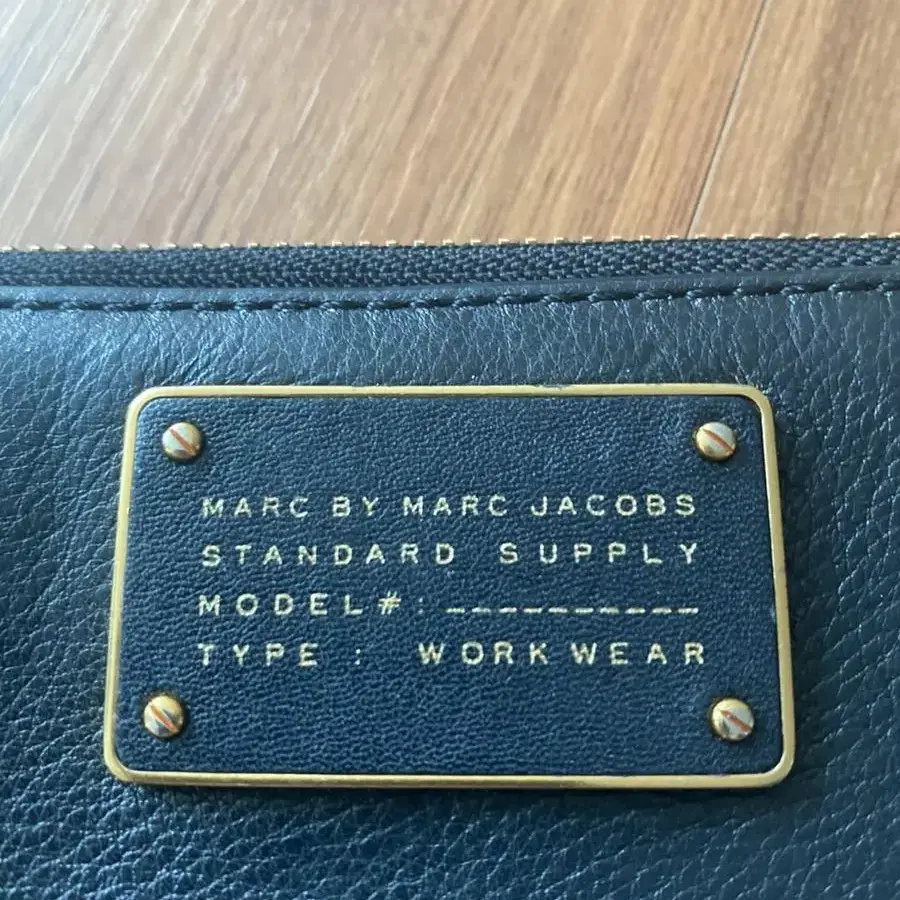 MARC BY MARC JACOBS
STANDARD SUPPLY
MODEL#: __________
TYPE : WORK WEAR